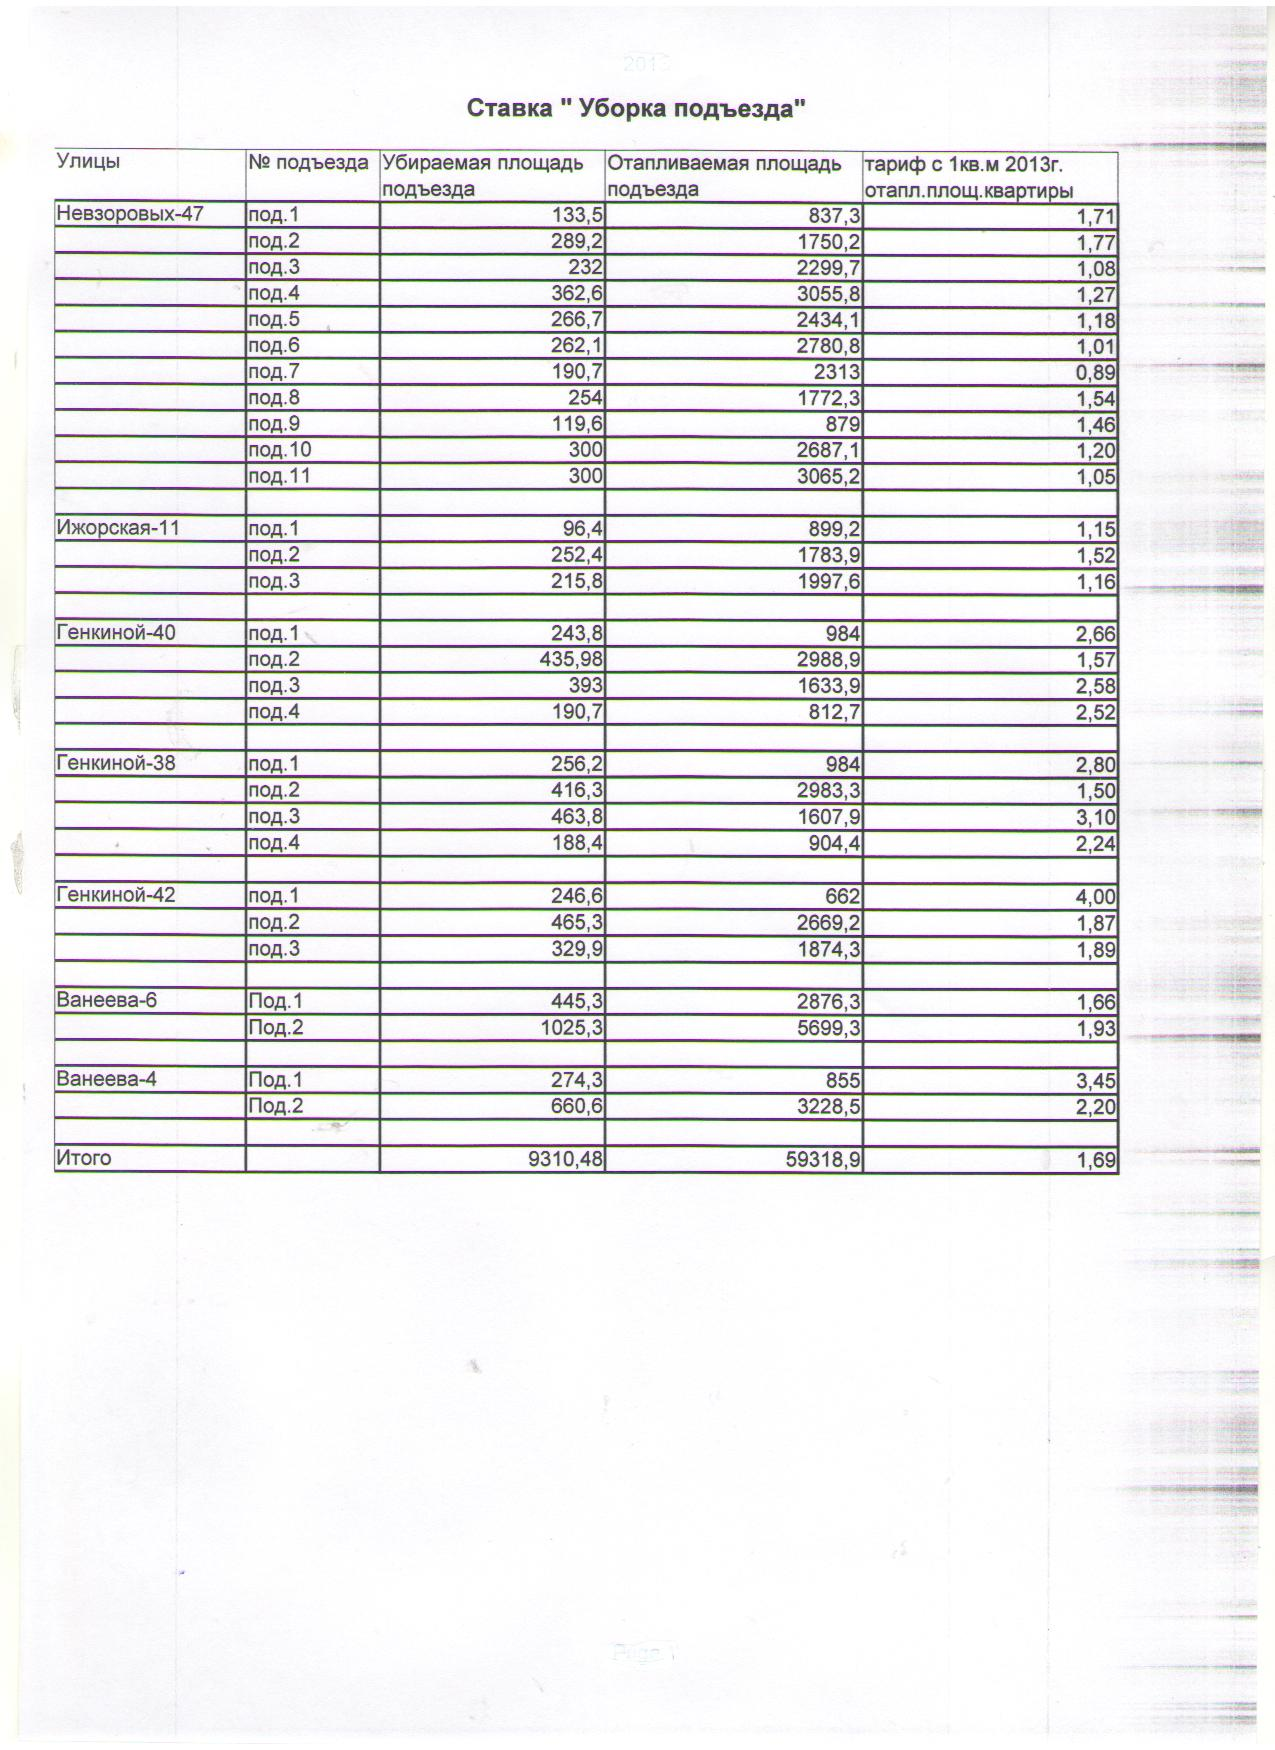 2013
Ставка " Уборка подъезда"
Улицы № подъезда Убираемая площадь подъезда Отапливаемая площадь подъезда тариф с 1кв.м 2013г. отапл.площ.квартиры
Невзоровых-47 под.1 133,5 837,3 1,71
под.2 289,2 1750,2 1,77
под.3 232 2299,7 1,08
под.4 362,6 3055,8 1,27
под.5 266,7 2434,1 1,18
под.6 262,1 2780,8 1,01
под.7 190,7 2313 0,89
под.8 254 1772,3 1,54
под.9 119,6 879 1,46
под.10 300 2687,1 1,20
под.11 300 3065,2 1,05
Ижорская-11 под.1 96,4 899,2 1,15
под.2 252,4 1783,9 1,52
под.3 215,8 1997,6 1,16
Генкиной-40 под.1 243,8 984 2,66
под.2 435,98 2988,9 1,57
под.3 393 1633,9 2,58
под.4 190,7 812,7 2,52
Генкиной-38 под.1 256,2 984 2,80
под.2 416,3 2983,3 1,50
под.3 463,8 1607,9 3,10
под.4 188,4 904,4 2,24
Генкиной-42 под.1 246,6 662 4,00
под.2 465,3 2669,2 1,87
под.3 329,9 1874,3 1,89
Ванеева-6 Под.1 445,3 2876,3 1,66
Под.2 1025,3 5699,3 1,93
Ванеева-4 Под.1 274,3 855 3,45
Под.2 660,6 3228,5 2,20
Итого 9310,48 59318,9 1,69
Page 1